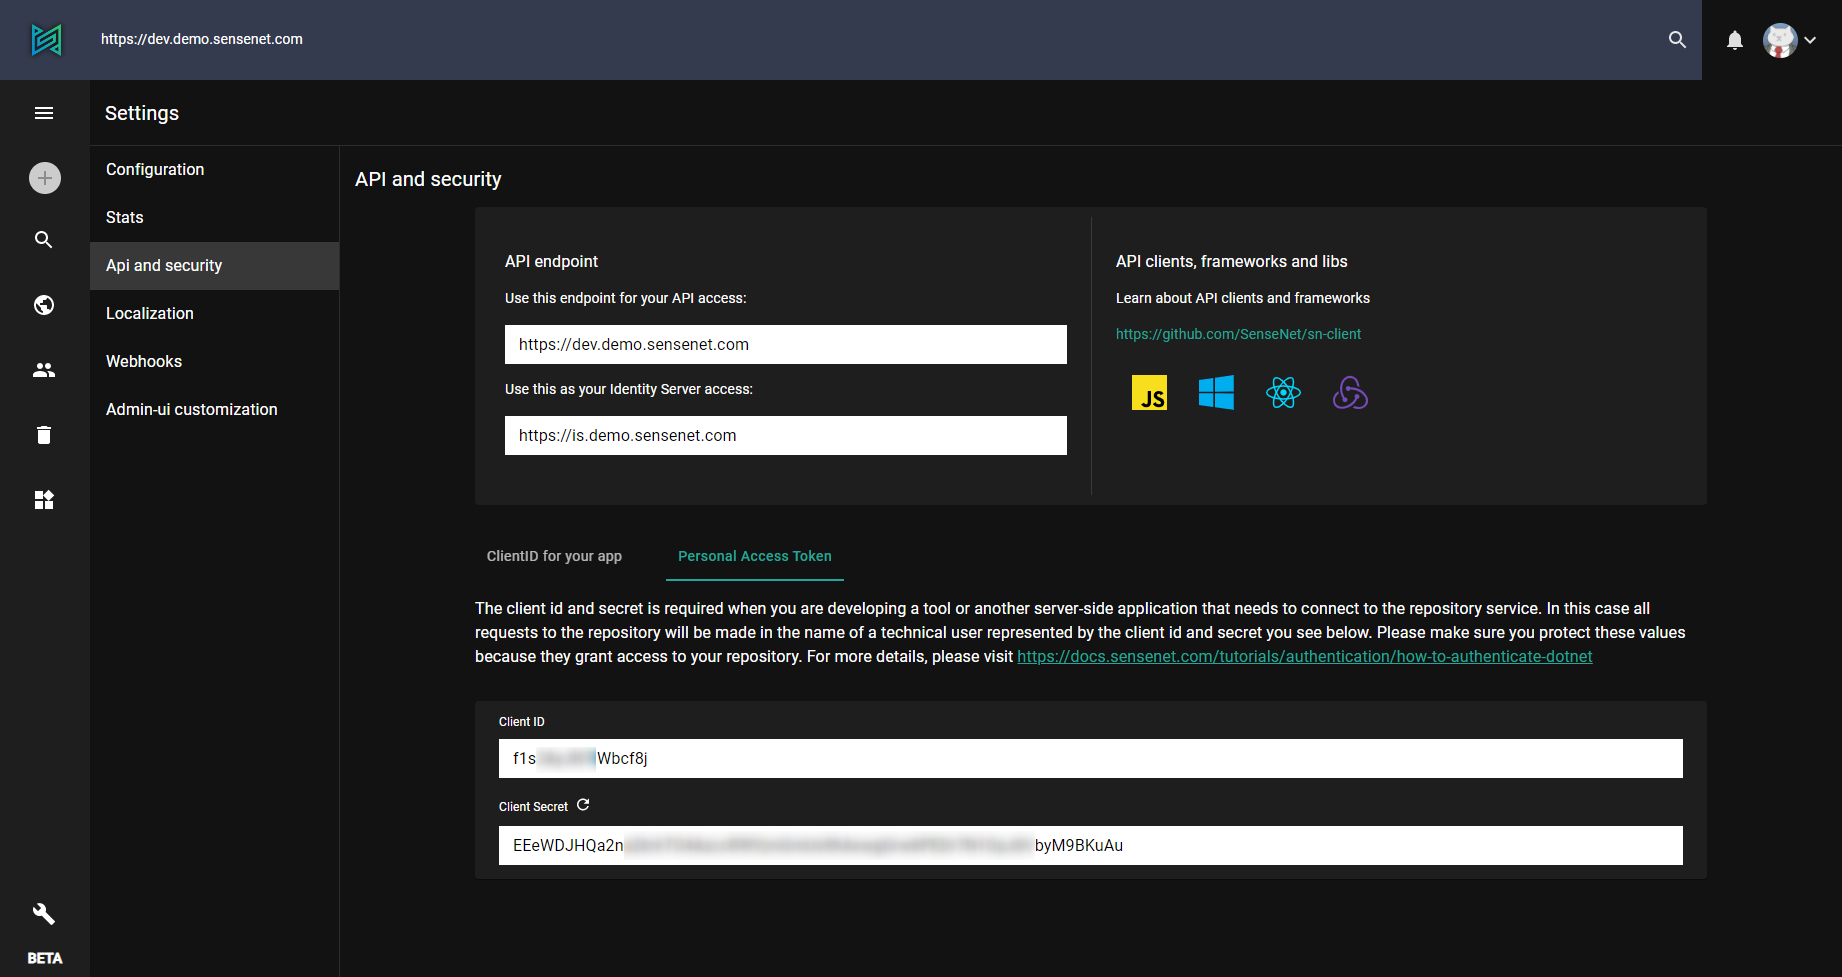 https://dev.demo.sensenet.com
Settings
Configuration
Stats
Api and security
Localization
Webhooks
Admin-ui customization
BETA
API and security
API endpoint
Use this endpoint for your API access:
https://dev.demo.sensenet.com
Use this as your Identity Server access:
https://is.demo.sensenet.com
API clients, frameworks and libs
Learn about API clients and frameworks
https://github.com/SenseNet/sn-client
JS
ClientID for your app
Personal Access Token
The client id and secret is required when you are developing a tool or another server-side application that needs to connect to the repository service. In this case all
requests to the repository will be made in the name of a technical user represented by the client id and secret you see below. Please make sure you protect these values
because they grant access to your repository. For more details, please visit https://docs.sensenet.com/tutorials/authentication/how-to-authenticate-dotnet
Client ID
f1s Wbcf8j
Client Secret
EEeWDJHQa2n byM9BKuAu